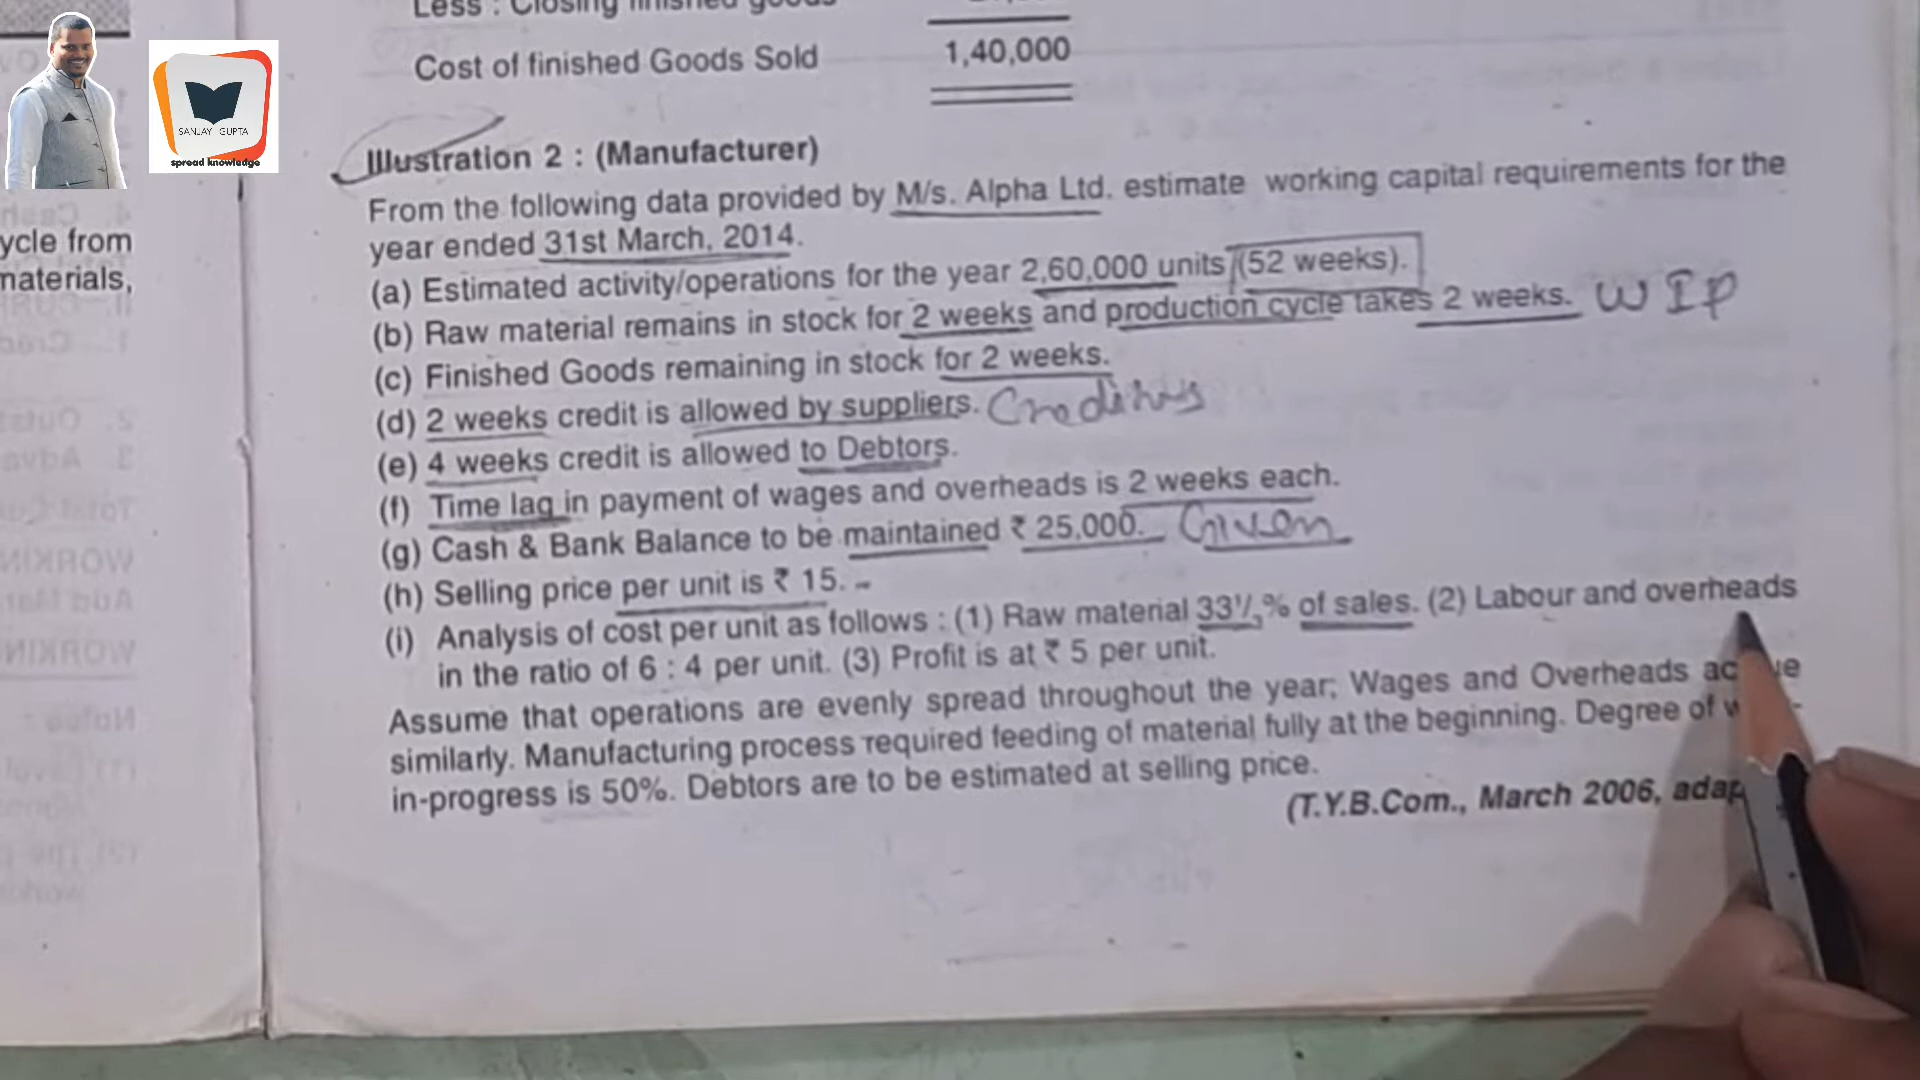 Less : Closing finished goods
Cost of finished Goods Sold 1,40,000
SANJAY GUPTA
spread knowledge
Illustration 2 : (Manufacturer)
From the following data provided by M/s. Alpha Ltd. estimate working capital requirements for the
year ended 31st March, 2014.
(a) Estimated activity/operations for the year 2,60,000 units (52 weeks).
(b) Raw material remains in stock for 2 weeks and production cycle takes 2 weeks. WIP
(c) Finished Goods remaining in stock for 2 weeks.
(d) 2 weeks credit is allowed by suppliers. Creditors
(e) 4 weeks credit is allowed to Debtors.
(f) Time lag in payment of wages and overheads is 2 weeks each.
(g) Cash & Bank Balance to be maintained ₹ 25,000. Given
(h) Selling price per unit is ₹ 15.
(i) Analysis of cost per unit as follows : (1) Raw material 33⅓% of sales. (2) Labour and overheads
in the ratio of 6 : 4 per unit. (3) Profit is at ₹ 5 per unit.
Assume that operations are evenly spread throughout the year; Wages and Overheads
similarly. Manufacturing process required feeding of material fully at the beginning. Degree of
in-progress is 50%. Debtors are to be estimated at selling price.
(T.Y.B.Com., March 2006,
ycle from
materials,